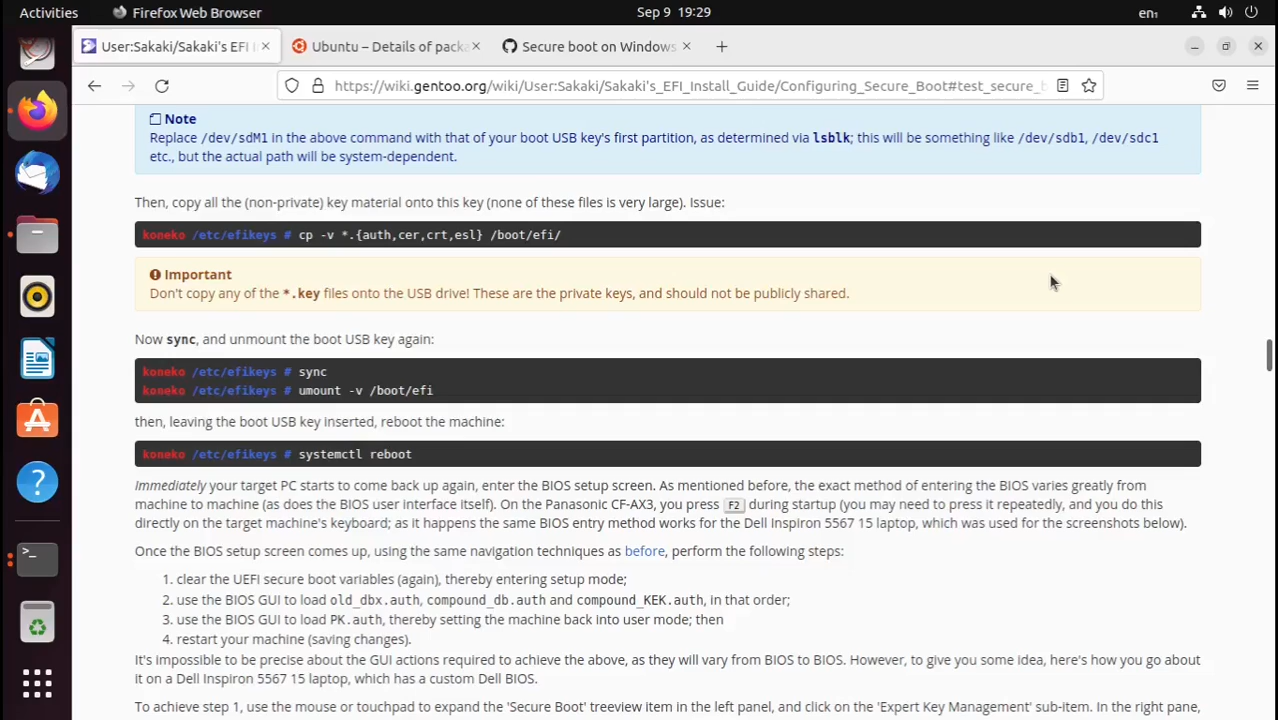 Activities
Firefox Web Browser
Sep 9 19:29
en1
User:Sakaki/Sakaki's EFI I
Ubuntu – Details of packa
Secure boot on Windows
https://wiki.gentoo.org/wiki/User:Sakaki/Sakaki's_EFI_Install_Guide/Configuring_Secure_Boot#test_secure_b
Note
Replace /dev/sdM1 in the above command with that of your boot USB key's first partition, as determined via lsblk; this will be something like /dev/sdb1, /dev/sdc1
etc., but the actual path will be system-dependent.
Then, copy all the (non-private) key material onto this key (none of these files is very large). Issue:
koneko /etc/efikeys # cp -v *.{auth,cer,crt,esl} /boot/efi/
Important
Don't copy any of the *.key files onto the USB drive! These are the private keys, and should not be publicly shared.
Now sync, and unmount the boot USB key again:
koneko /etc/efikeys # sync
koneko /etc/efikeys # umount -v /boot/efi
then, leaving the boot USB key inserted, reboot the machine:
koneko /etc/efikeys # systemctl reboot
Immediately your target PC starts to come back up again, enter the BIOS setup screen. As mentioned before, the exact method of entering the BIOS varies greatly from
machine to machine (as does the BIOS user interface itself). On the Panasonic CF-AX3, you press F2 during startup (you may need to press it repeatedly, and you do this
directly on the target machine's keyboard; as it happens the same BIOS entry method works for the Dell Inspiron 5567 15 laptop, which was used for the screenshots below).
Once the BIOS setup screen comes up, using the same navigation techniques as before, perform the following steps:
1. clear the UEFI secure boot variables (again), thereby entering setup mode;
2. use the BIOS GUI to load old_dbx.auth, compound_db.auth and compound_KEK.auth, in that order;
3. use the BIOS GUI to load PK.auth, thereby setting the machine back into user mode; then
4. restart your machine (saving changes).
It's impossible to be precise about the GUI actions required to achieve the above, as they will vary from BIOS to BIOS. However, to give you some idea, here's how you go about
it on a Dell Inspiron 5567 15 laptop, which has a custom Dell BIOS.
To achieve step 1, use the mouse or touchpad to expand the 'Secure Boot' treeview item in the left panel, and click on the 'Expert Key Management' sub-item. In the right pane,